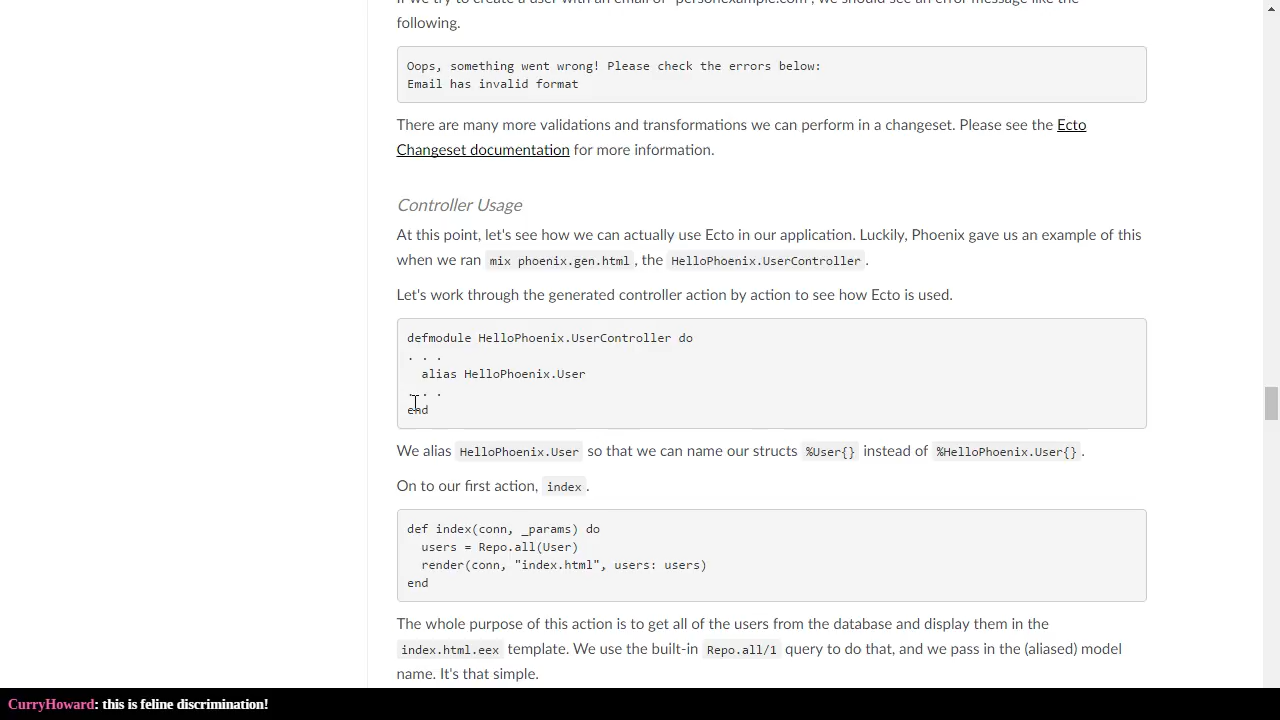 If we try to create a user with an email of "personexample.com", we should see an error message like the
following.
Oops, something went wrong! Please check the errors below:
Email has invalid format
There are many more validations and transformations we can perform in a changeset. Please see the Ecto
Changeset documentation for more information.
Controller Usage
At this point, let's see how we can actually use Ecto in our application. Luckily, Phoenix gave us an example of this
when we ran mix phoenix.gen.html, the HelloPhoenix.UserController.
Let's work through the generated controller action by action to see how Ecto is used.
defmodule HelloPhoenix.UserController do
. . .
alias HelloPhoenix.User
. . .
end
We alias HelloPhoenix.User so that we can name our structs %User{} instead of %HelloPhoenix.User{}.
On to our first action, index.
def index(conn, _params) do
users = Repo.all(User)
render(conn, "index.html", users: users)
end
The whole purpose of this action is to get all of the users from the database and display them in the
index.html.eex template. We use the built-in Repo.all/1 query to do that, and we pass in the (aliased) model
name. It's that simple.
CurryHoward: this is feline discrimination!